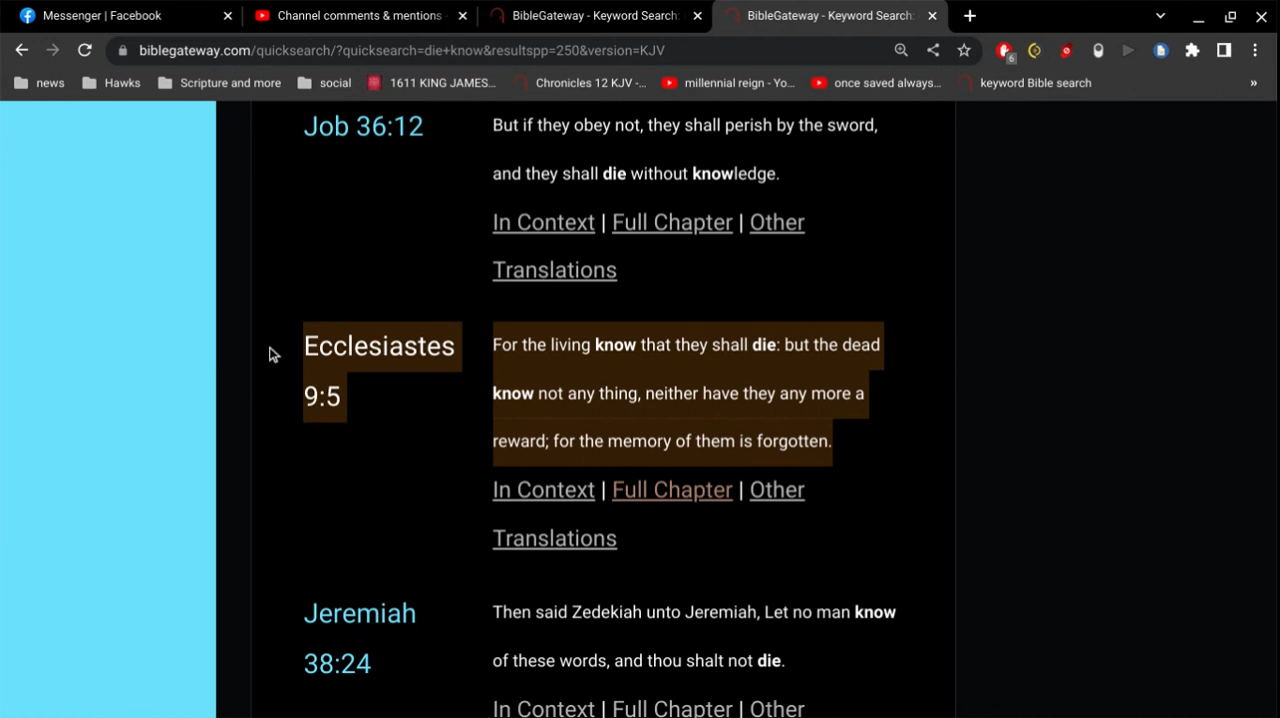 Messenger | Facebook
Channel comments & mentions -
BibleGateway - Keyword Search:
BibleGateway - Keyword Search:
biblegateway.com/quicksearch/?quicksearch=die+know&resultspp=250&version=KJV
6
news
Hawks
Scripture and more
social
1611 KING JAMES...
Chronicles 12 KJV -...
millennial reign - Yo...
once saved always...
keyword Bible search
»
Job 36:12
But if they obey not, they shall perish by the sword,
and they shall die without knowledge.
In Context | Full Chapter | Other
Translations
Ecclesiastes
9:5
For the living know that they shall die: but the dead
know not any thing, neither have they any more a
reward; for the memory of them is forgotten.
In Context | Full Chapter | Other
Translations
Jeremiah
38:24
Then said Zedekiah unto Jeremiah, Let no man know
of these words, and thou shalt not die.
In Context | Full Chapter | Other